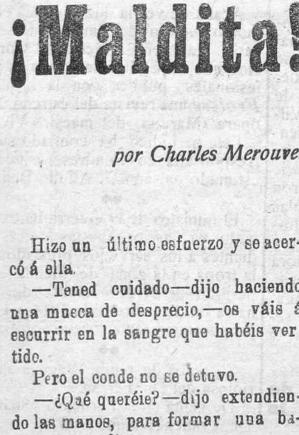 ¡Maldita!
por Charles Merouvel
Hizo un último esfuerzo y se acer-
có á ella.
—Tened cuidado—dijo haciendo
una mueca de desprecio,—os váis á
escurrir en la sangre que habéis ver-
tido.
Pero el conde no se detuvo.
—¿Qué queréie?—dijo extendien-
do las manos, para formar una ba-